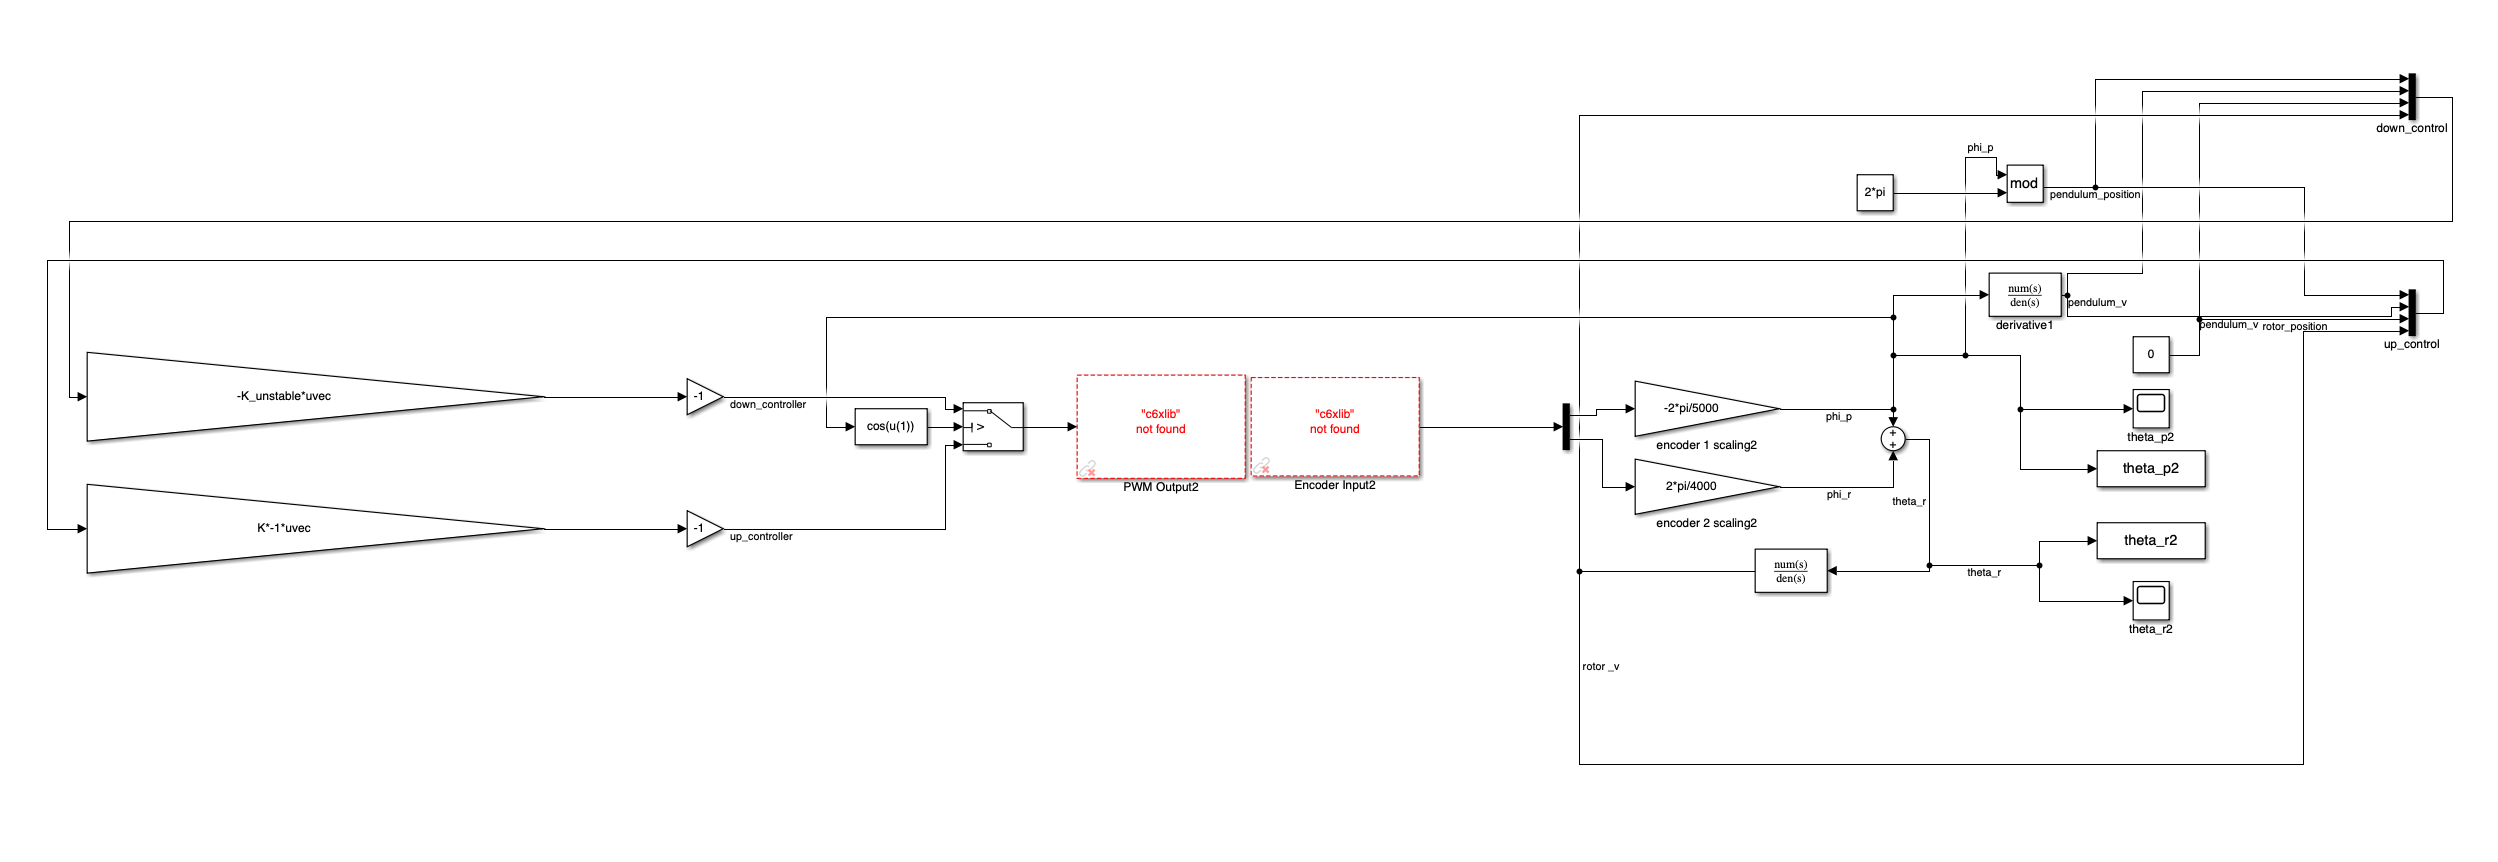 down_control
phi_p
mod
2*pi
pendulum_position
num(s)
den(s)
pendulum_v
derivative1
pendulum_v
rotor_position
up_control
0
-K_unstable*uvec
-1
down_controller
cos(u(1))
>
"c6xlib"
not found
PWM Output2
"c6xlib"
not found
Encoder Input2
-2*pi/5000
phi_p
encoder 1 scaling2
+
+
theta_p2
theta_p2
2*pi/4000
phi_r
theta_r
encoder 2 scaling2
K*-1*uvec
-1
up_controller
num(s)
den(s)
theta_r
theta_r2
theta_r2
rotor _v